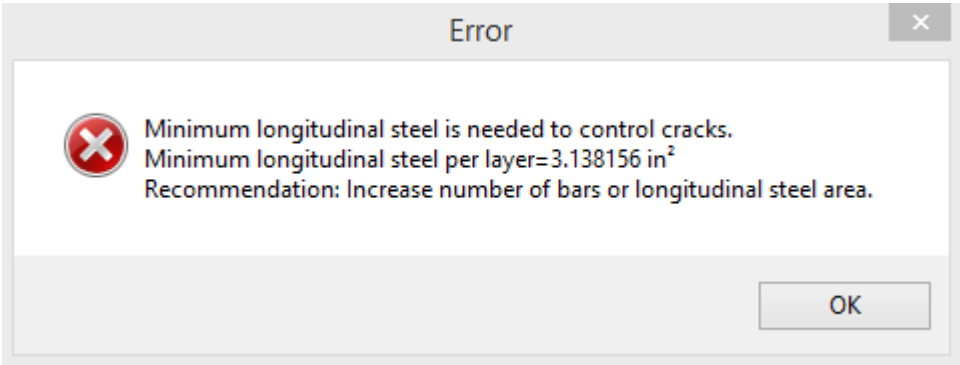 Error
Minimum longitudinal steel is needed to control cracks.
Minimum longitudinal steel per layer=3.138156 in²
Recommendation: Increase number of bars or longitudinal steel area.
OK